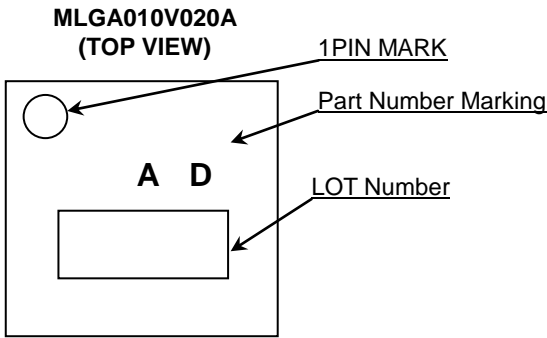 MLGA010V020A
(TOP VIEW)
1PIN MARK
Part Number Marking
A D
LOT Number